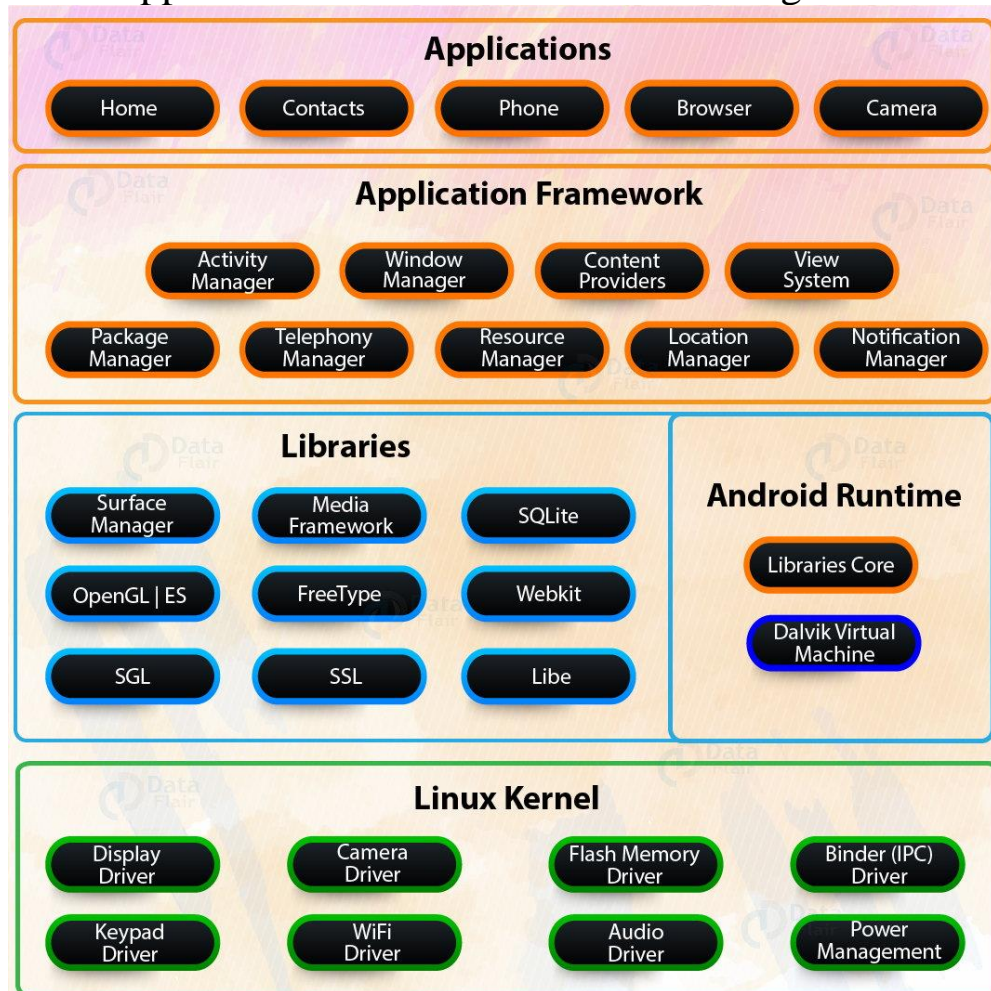 Applications
Home
Contacts
Phone
Browser
Camera
Application Framework
Activity
Manager
Window
Manager
Content
Providers
View
System
Package
Manager
Telephony
Manager
Resource
Manager
Location
Manager
Notification
Manager
Libraries
Surface
Manager
Media
Framework
SQLite
OpenGL | ES
FreeType
Webkit
SGL
SSL
Libe
Android Runtime
Libraries Core
Dalvik Virtual
Machine
Linux Kernel
Display
Driver
Camera
Driver
Flash Memory
Driver
Binder (IPC)
Driver
Keypad
Driver
WiFi
Driver
Audio
Driver
Power
Management
Data
Flair